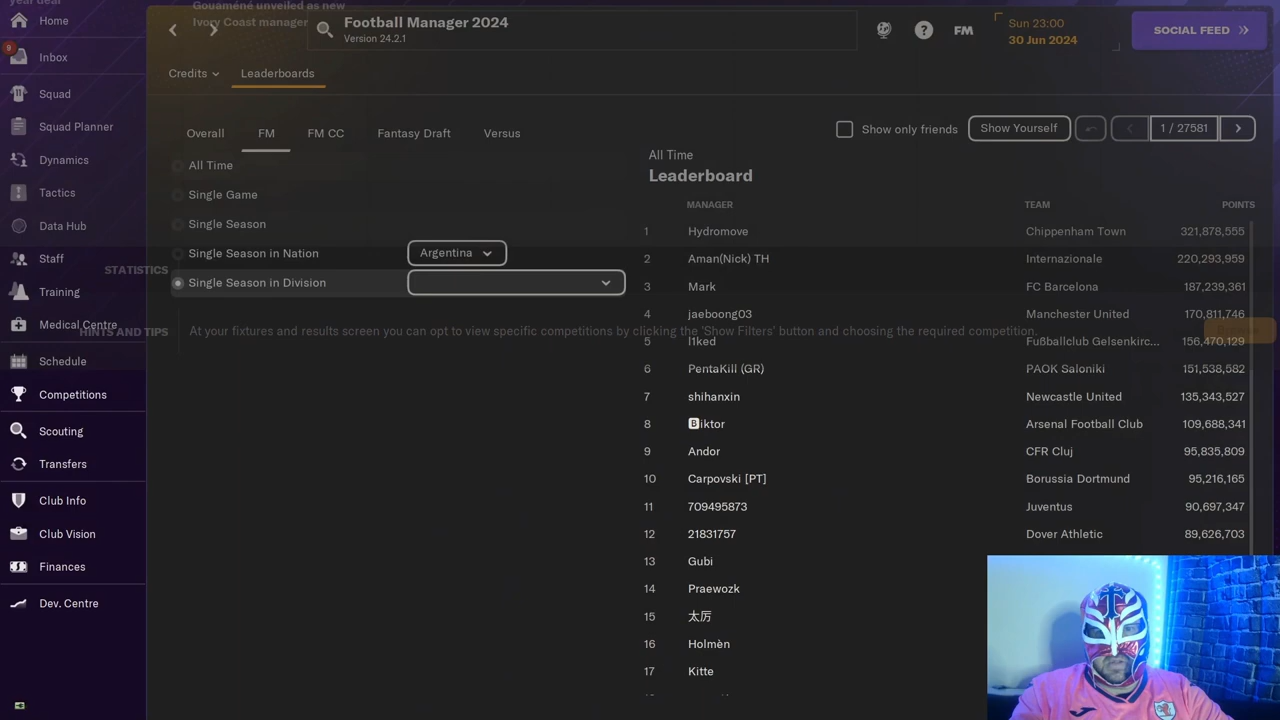 year deal
Gouaméné unveiled as new
Ivory Coast manager
Home
9
Inbox
Squad
Squad Planner
Dynamics
Tactics
Data Hub
Staff
Training
Medical Centre
Schedule
Competitions
Scouting
Transfers
Club Info
Club Vision
Finances
Dev. Centre
Football Manager 2024
Version 24.2.1
?
FM
Sun 23:00
30 Jun 2024
SOCIAL FEED
Credits
Leaderboards
Overall
FM
FM CC
Fantasy Draft
Versus
Show only friends
Show Yourself
1 / 27581
All Time
Single Game
Single Season
Single Season in Nation
Argentina
Single Season in Division
STATISTICS
HINTS AND TIPS
At your fixtures and results screen you can opt to view specific competitions by clicking the 'Show Filters' button and choosing the required competition.
All Time
Leaderboard
MANAGER TEAM POINTS
1 Hydromove Chippenham Town 321,878,555
2 Aman(Nick) TH Internazionale 220,293,959
3 Mark FC Barcelona 187,239,361
4 jaeboong03 Manchester United 170,811,746
5 l1ked Fußballclub Gelsenkirc... 156,470,129
6 PentaKill (GR) PAOK Saloniki 151,538,582
7 shihanxin Newcastle United 135,343,527
8 🅱iktor Arsenal Football Club 109,688,341
9 Andor CFR Cluj 95,835,809
10 Carpovski [PT] Borussia Dortmund 95,216,165
11 709495873 Juventus 90,697,347
12 21831757 Dover Athletic 89,626,703
13 Gubi
14 Praewozk
15 太厉
16 Holmèn
17 Kitte